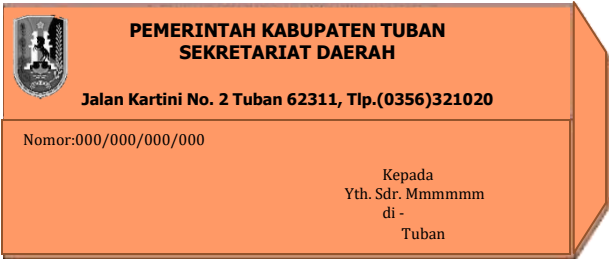 PEMERINTAH KABUPATEN TUBAN
SEKRETARIAT DAERAH
Jalan Kartini No. 2 Tuban 62311, Tlp.(0356)321020
Nomor:000/000/000/000
Kepada
Yth. Sdr. Mmmmmm
di -
Tuban